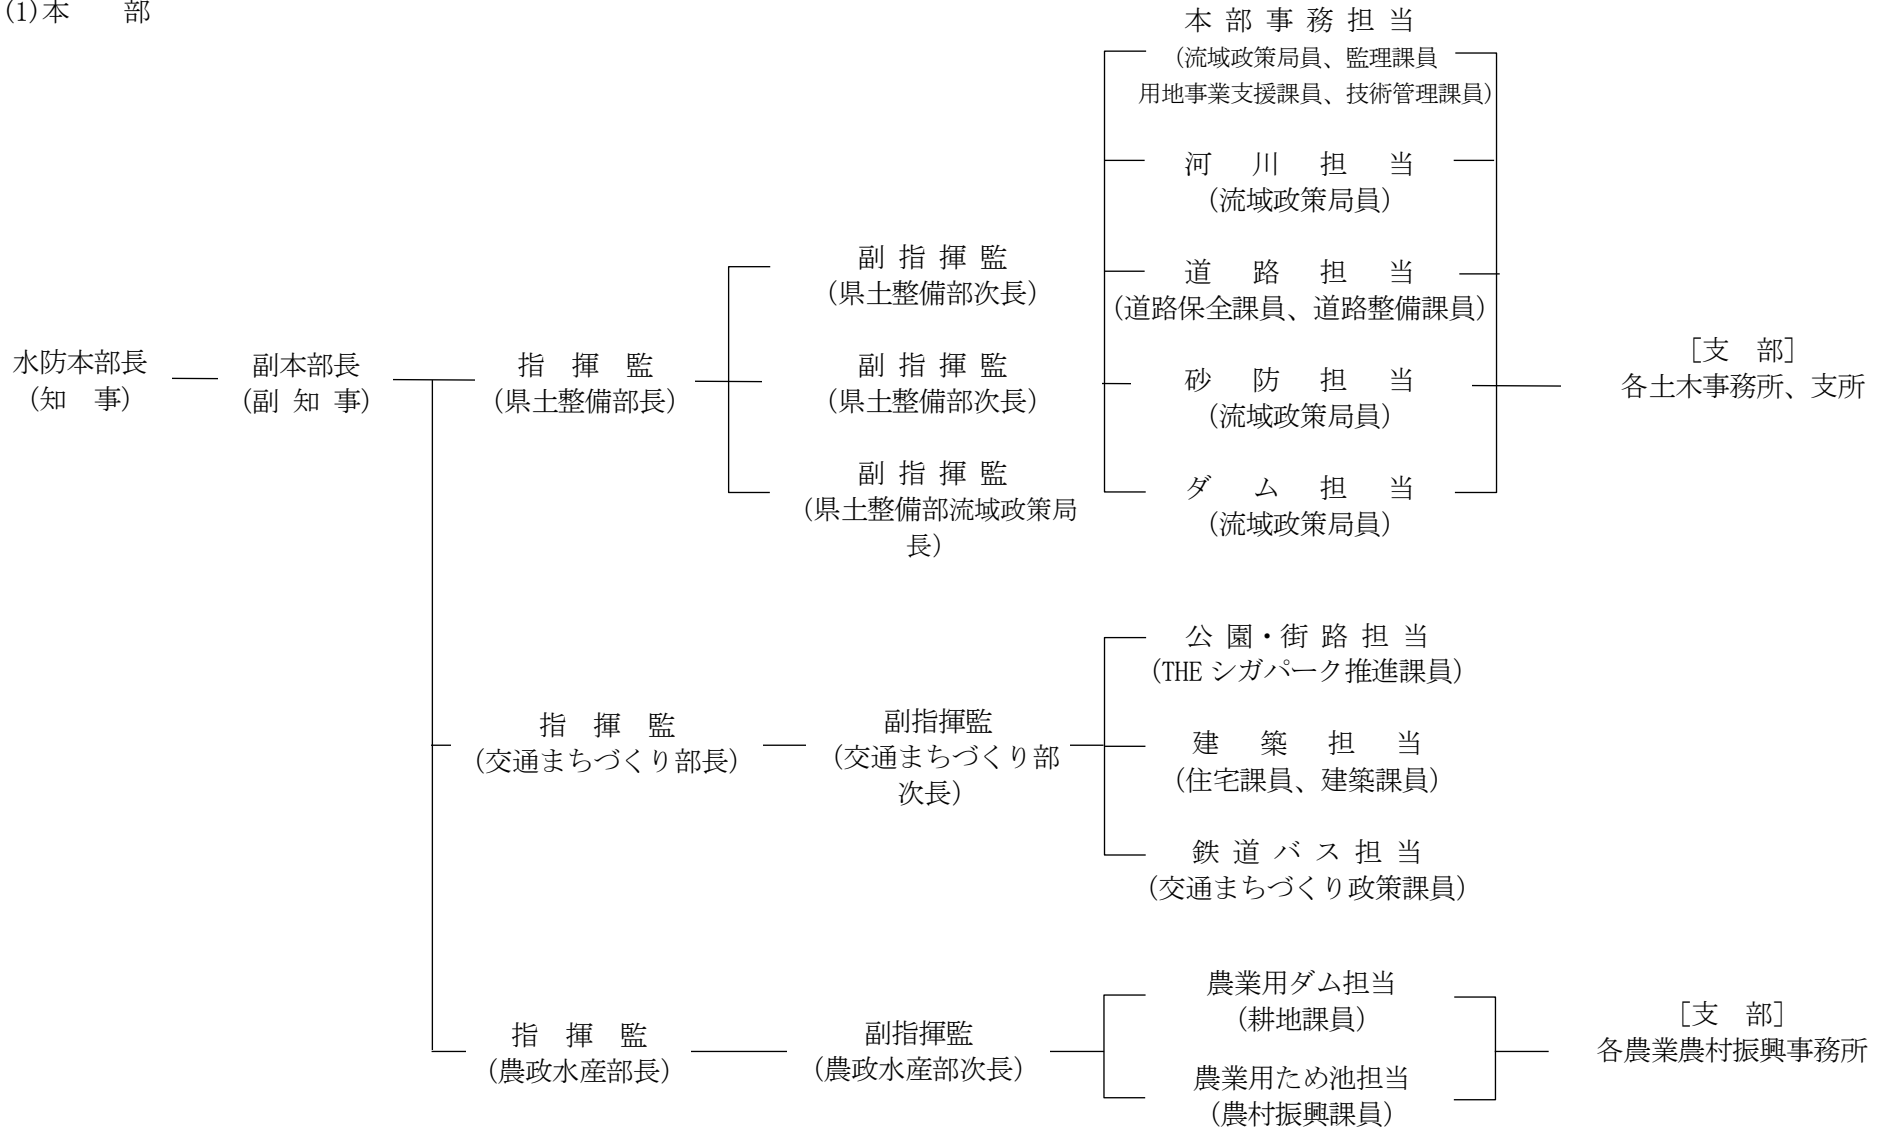 (1)本　　部
水防本部長
(知　事)
副本部長
(副 知 事)
指　揮　監
(県土整備部長)
副 指 揮 監
(県土整備部次長)
副 指 揮 監
(県土整備部次長)
副 指 揮 監
(県土整備部流域政策局
長)
本 部 事 務 担 当
(流域政策局員、監理課員
用地事業支援課員、技術管理課員)
河　川　担　当
(流域政策局員)
道　路　担　当
(道路保全課員、道路整備課員)
砂　防　担　当
(流域政策局員)
ダ　ム　担　当
(流域政策局員)
[支　部]
各土木事務所、支所
指　揮　監
(交通まちづくり部長)
副指揮監
(交通まちづくり部
次長)
公 園・街 路 担 当
(THE シガパーク推進課員)
建　築　担　当
(住宅課員、建築課員)
鉄 道 バ ス 担 当
(交通まちづくり政策課員)
指　揮　監
(農政水産部長)
副指揮監
(農政水産部次長)
農業用ダム担当
(耕地課員)
農業用ため池担当
(農村振興課員)
[支　部]
各農業農村振興事務所